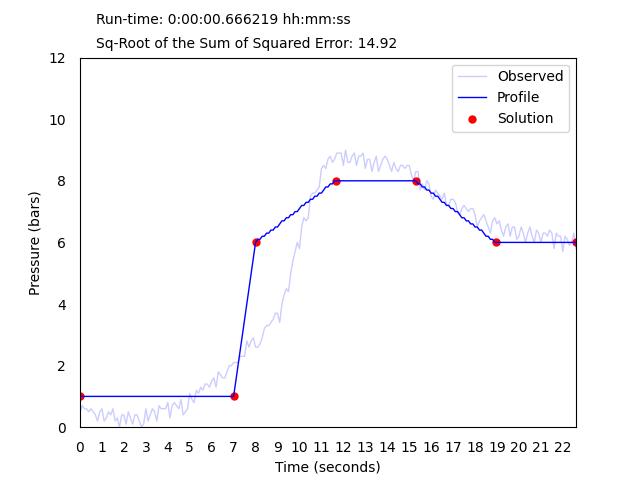 Run-time: 0:00:00.666219 hh:mm:ss
Sq-Root of the Sum of Squared Error: 14.92
12
10
8
6
4
2
0
Pressure (bars)
Observed
Profile
Solution
0 1 2 3 4 5 6 7 8 9 10 11 12 13 14 15 16 17 18 19 20 21 22
Time (seconds)